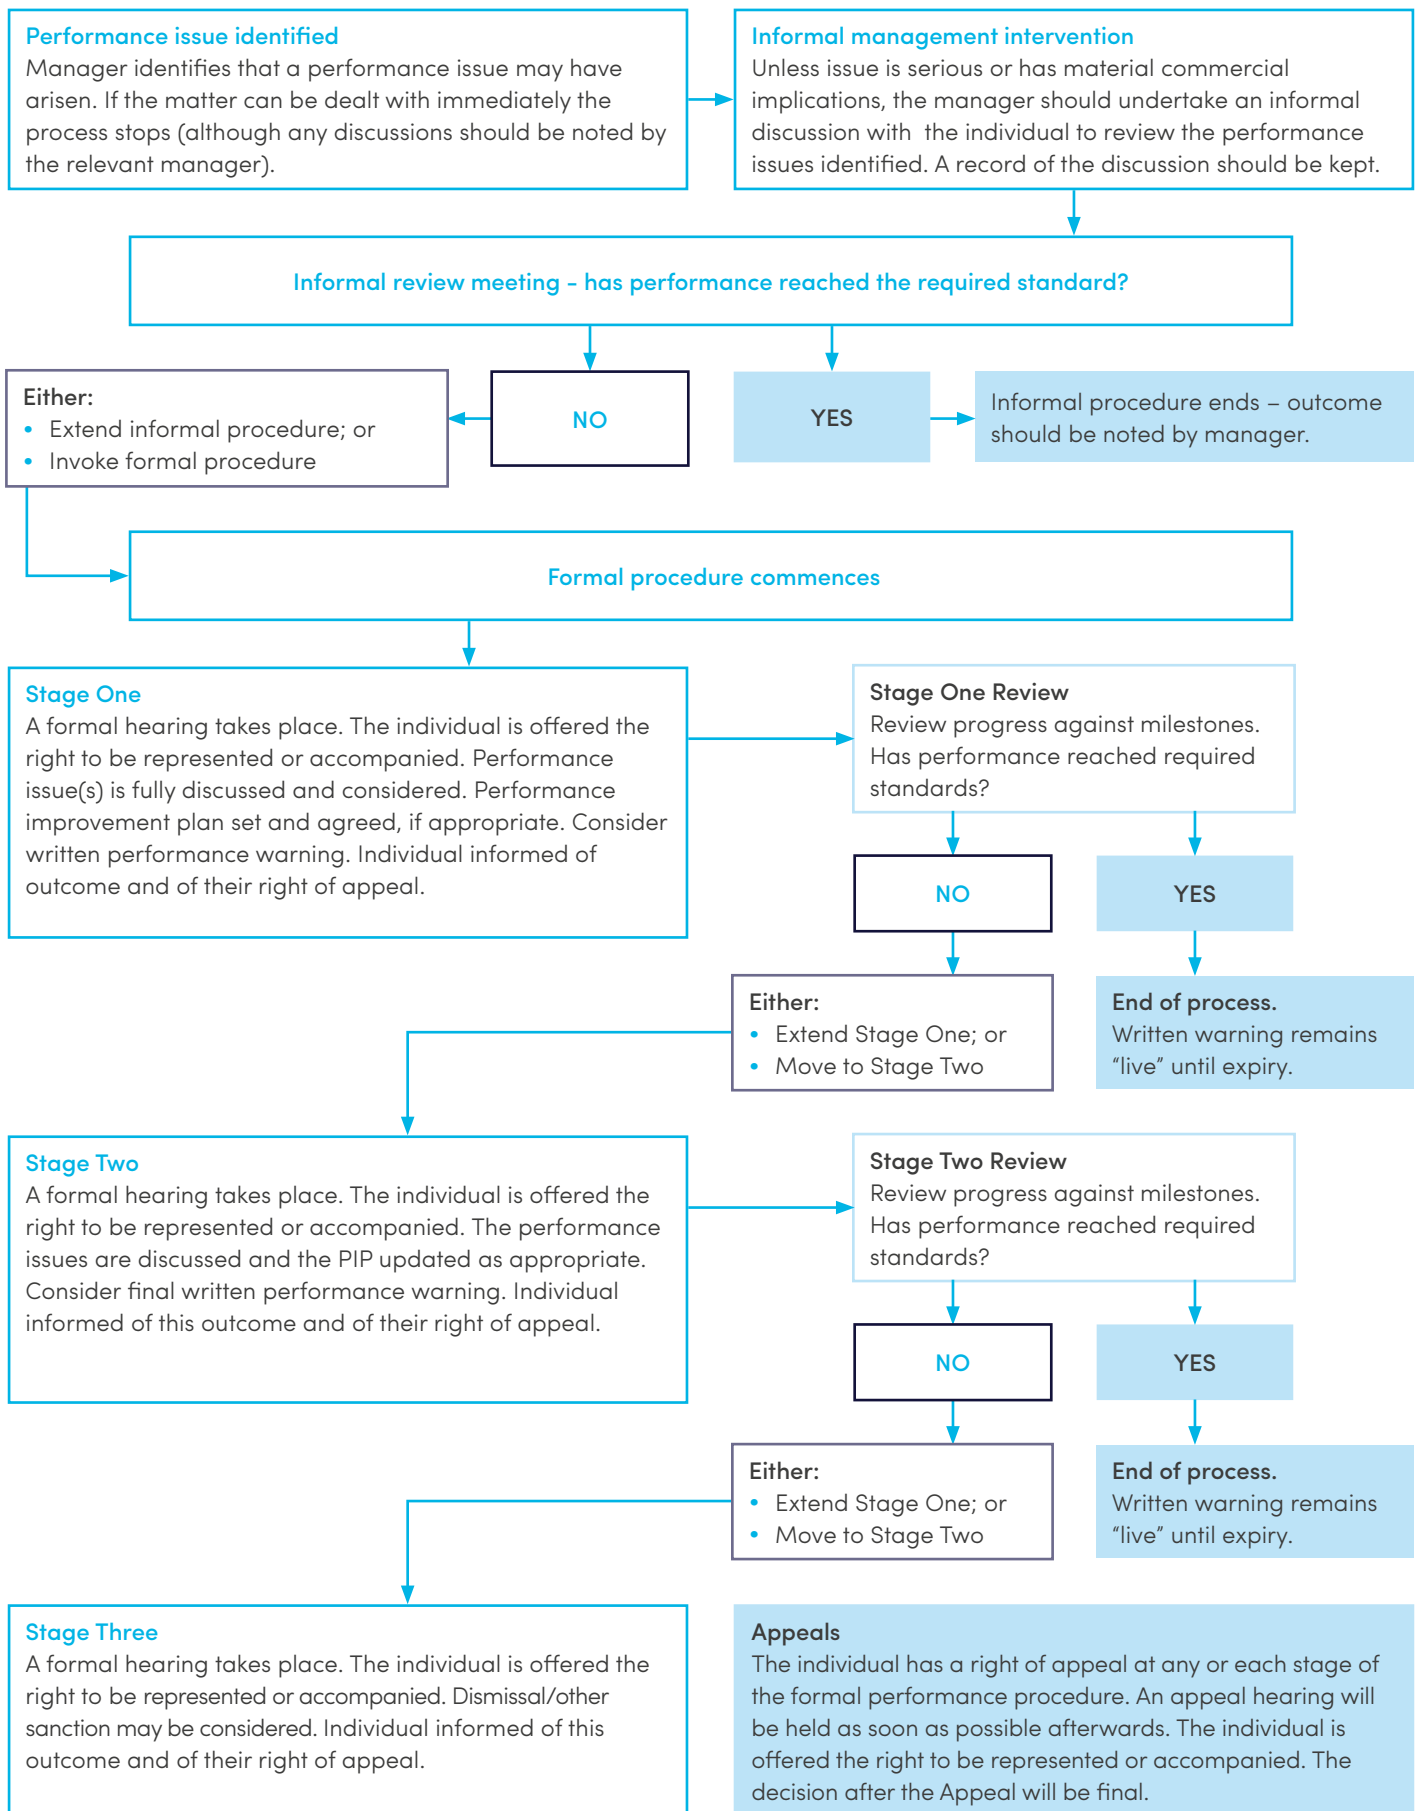 Performance issue identified
Manager identifies that a performance issue may have
arisen. If the matter can be dealt with immediately the
process stops (although any discussions should be noted by
the relevant manager).
Informal management intervention
Unless issue is serious or has material commercial
implications, the manager should undertake an informal
discussion with the individual to review the performance
issues identified. A record of the discussion should be kept.
Informal review meeting - has performance reached the required standard?
Either:
• Extend informal procedure; or
• Invoke formal procedure
NO
YES
Informal procedure ends – outcome
should be noted by manager.
Formal procedure commences
Stage One
A formal hearing takes place. The individual is offered the
right to be represented or accompanied. Performance
issue(s) is fully discussed and considered. Performance
improvement plan set and agreed, if appropriate. Consider
written performance warning. Individual informed of
outcome and of their right of appeal.
Stage One Review
Review progress against milestones.
Has performance reached required
standards?
NO
YES
Either:
• Extend Stage One; or
• Move to Stage Two
End of process.
Written warning remains
“live” until expiry.
Stage Two
A formal hearing takes place. The individual is offered the
right to be represented or accompanied. The performance
issues are discussed and the PIP updated as appropriate.
Consider final written performance warning. Individual
informed of this outcome and of their right of appeal.
Stage Two Review
Review progress against milestones.
Has performance reached required
standards?
NO
YES
Either:
• Extend Stage One; or
• Move to Stage Two
End of process.
Written warning remains
“live” until expiry.
Stage Three
A formal hearing takes place. The individual is offered the
right to be represented or accompanied. Dismissal/other
sanction may be considered. Individual informed of this
outcome and of their right of appeal.
Appeals
The individual has a right of appeal at any or each stage of
the formal performance procedure. An appeal hearing will
be held as soon as possible afterwards. The individual is
offered the right to be represented or accompanied. The
decision after the Appeal will be final.